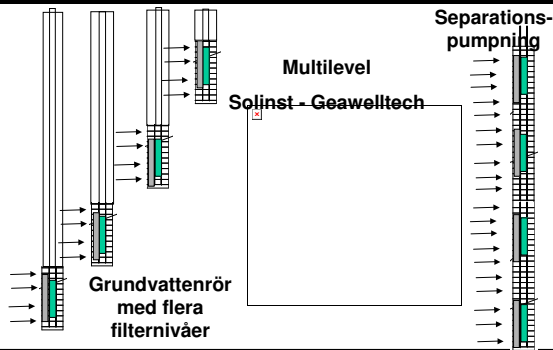 Separations-
pumpning
Multilevel
Solinst - Geawelltech
Grundvattenrör
med flera
filternivåer